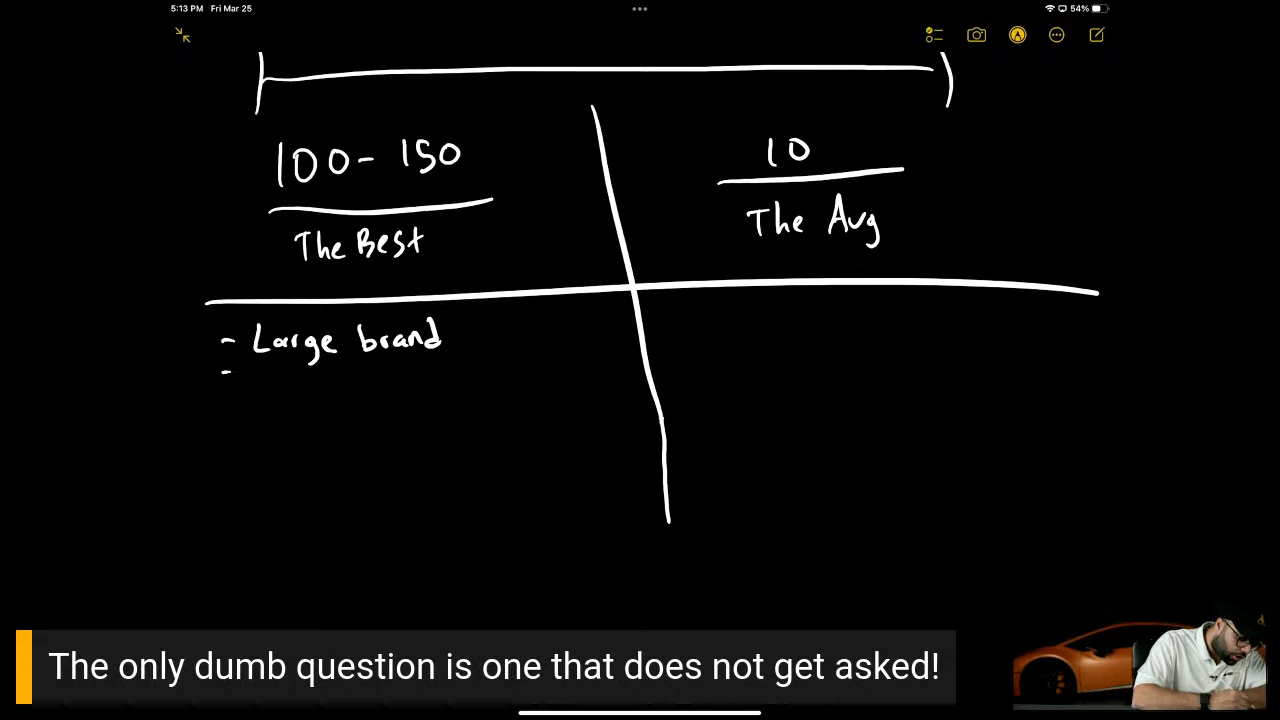 5:13 PM Fri Mar 25
54%
100- 150
10
The Best
The Avg
- Large brand
-
The only dumb question is one that does not get asked!